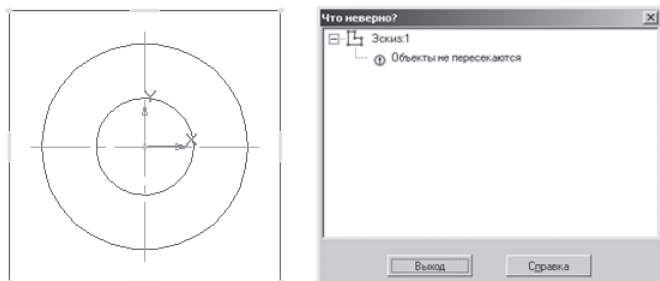 Y
X
Что неверно?
Эскиз:1
Объекты не пересекаются
Выход
Справка